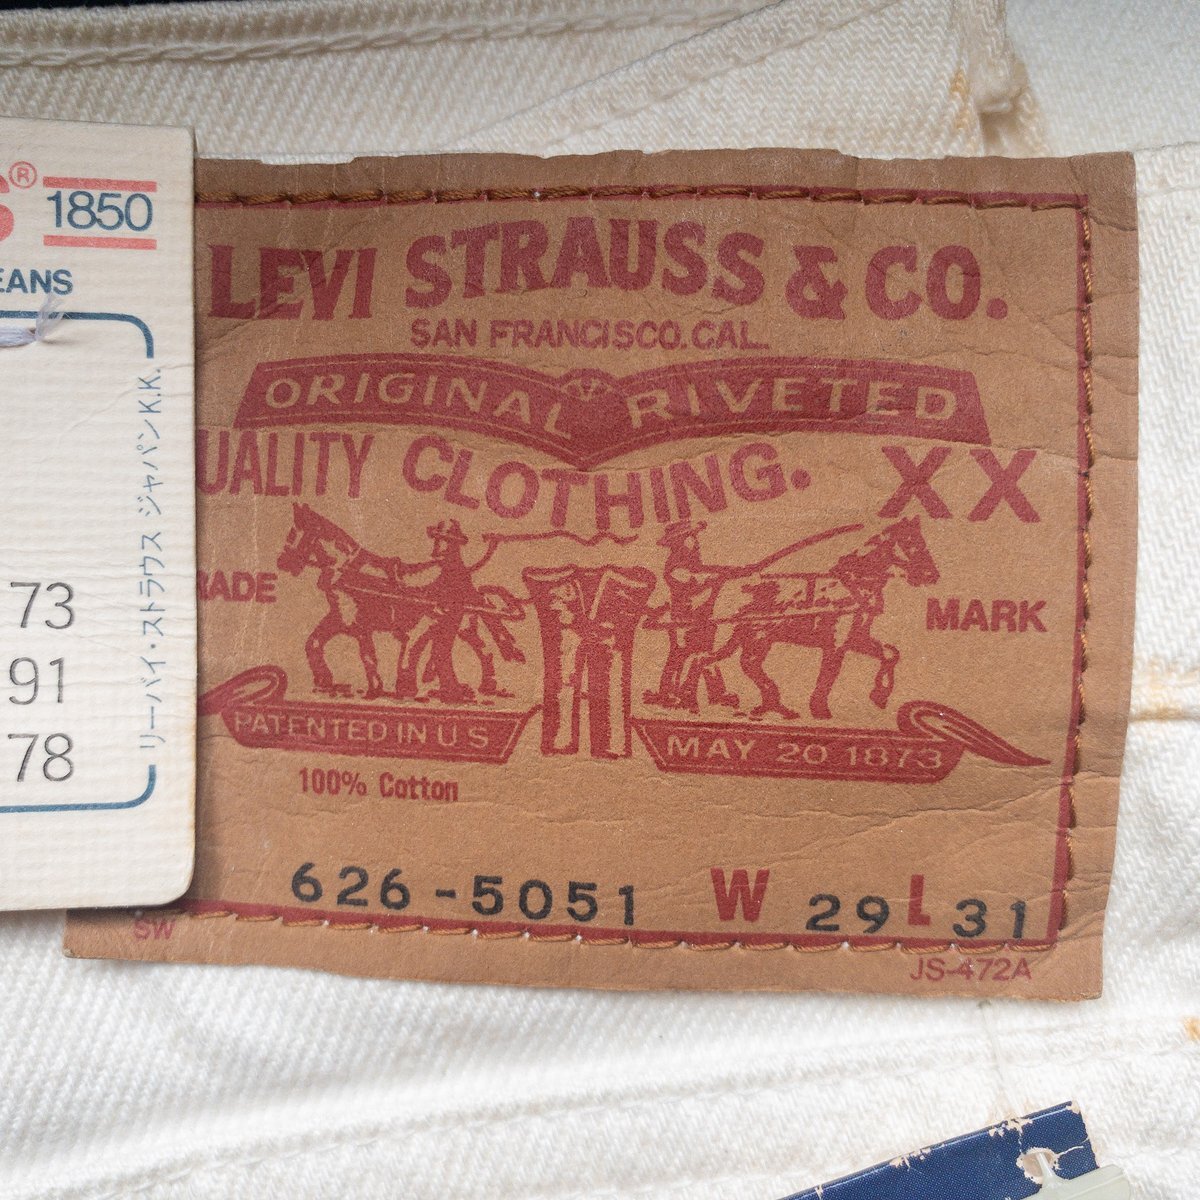 ® 1850
EANS
73
91
78
リーバイ・ストラウス ジャパン K.K.
LEVI STRAUSS & CO.
SAN FRANCISCO. CAL.
ORIGINAL V RIVETED
UALITY CLOTHING. XX
RADE MARK
PATENTED IN U S MAY 20 1873
100% Cotton
626-5051 W 29 L 31
SW
JS-472A